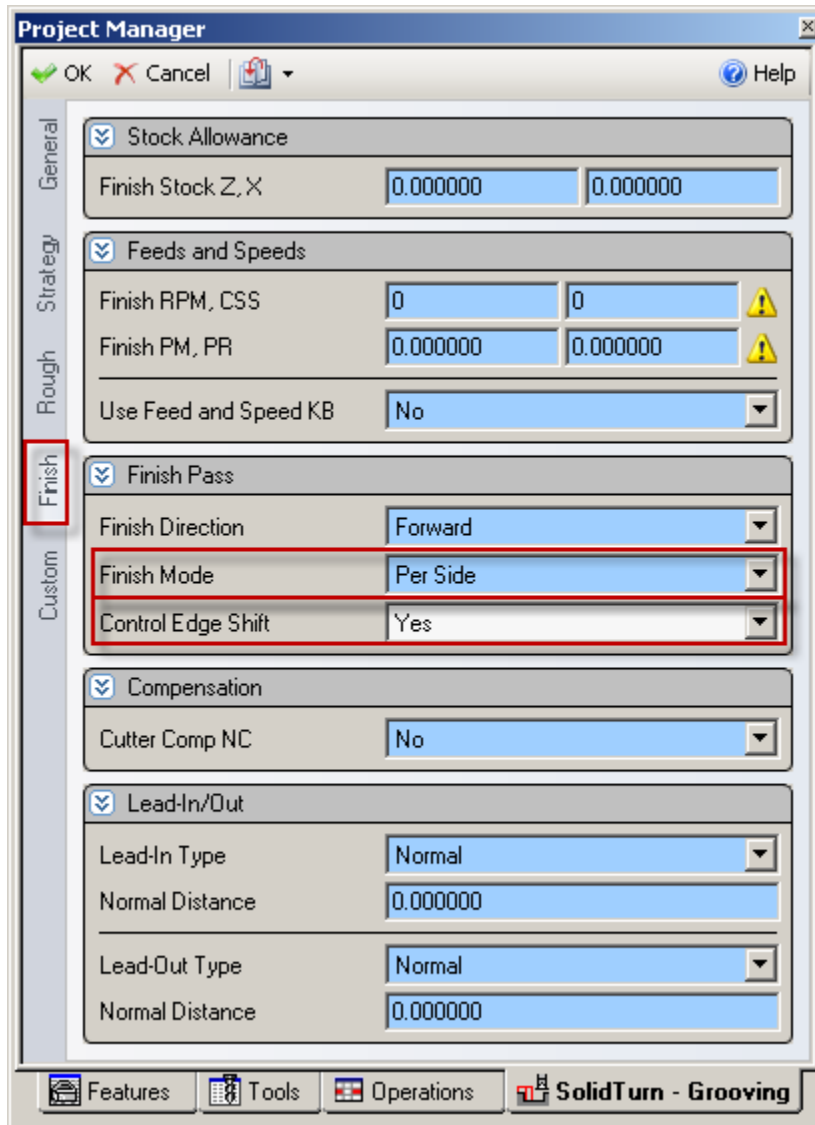 Project Manager
OK Cancel Help
General
Strategy
Rough
Finish
Custom
Stock Allowance
Finish Stock Z, X 0.000000 0.000000
Feeds and Speeds
Finish RPM, CSS 0 0
Finish PM, PR 0.000000 0.000000
Use Feed and Speed KB No
Finish Pass
Finish Direction Forward
Finish Mode Per Side
Control Edge Shift Yes
Compensation
Cutter Comp NC No
Lead-In/Out
Lead-In Type Normal
Normal Distance 0.000000
Lead-Out Type Normal
Normal Distance 0.000000
Features Tools Operations SolidTurn - Grooving